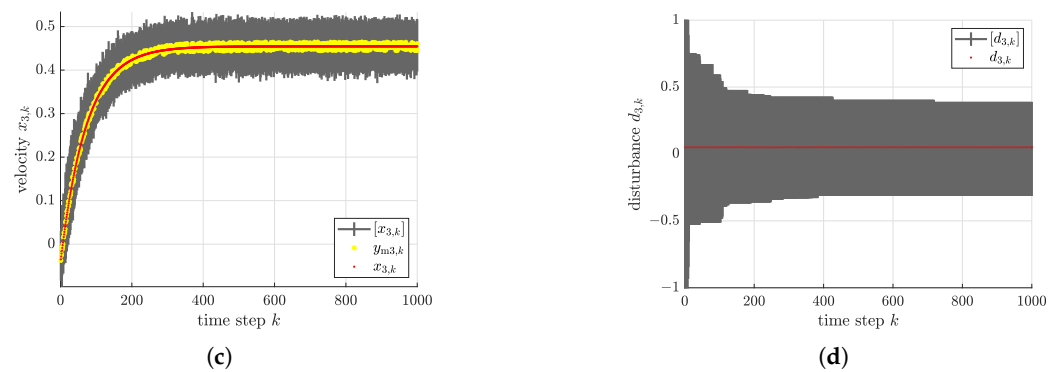 0.5
0.4
0.3
0.2
0.1
0
velocity x3,k
0 200 400 600 800 1000
time step k
[x3,k]
ym3,k
x3,k
(c)
1
0.5
0
−0.5
−1
disturbance d3,k
0 200 400 600 800 1000
time step k
[d3,k]
d3,k
(d)